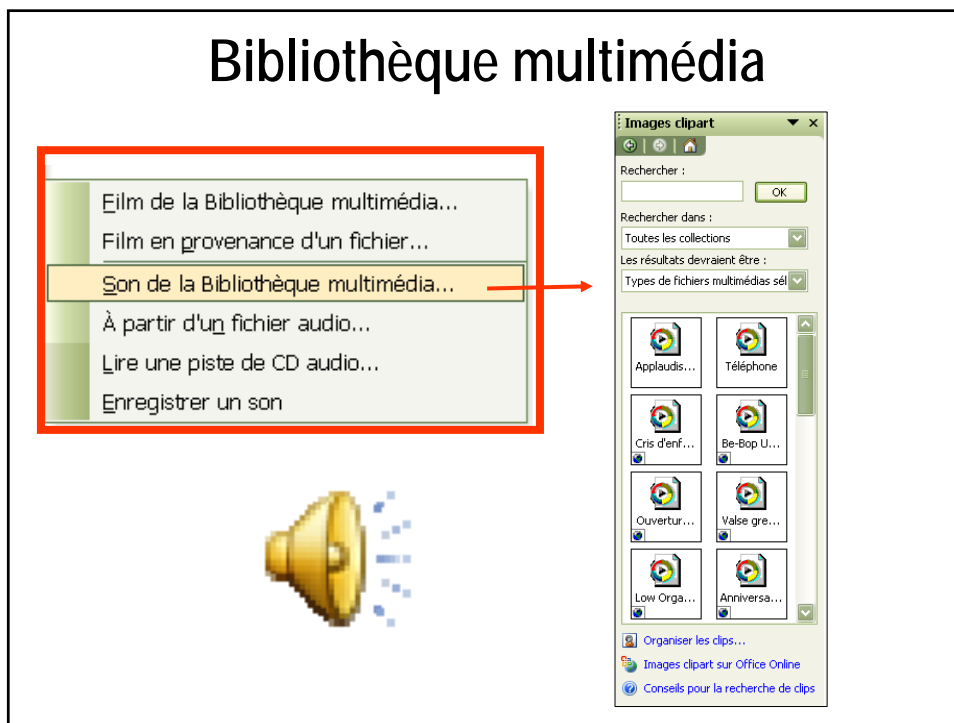 Bibliothèque multimédia
Film de la Bibliothèque multimédia...
Film en provenance d'un fichier...
Son de la Bibliothèque multimédia...
À partir d'un fichier audio...
Lire une piste de CD audio...
Enregistrer un son
Images clipart
Rechercher :
OK
Rechercher dans :
Toutes les collections
Les résultats devraient être :
Types de fichiers multimédias sél
Applaudis... Téléphone
Cris d'enf... Be-Bop U...
Ouvertur... Valse gre...
Low Orga... Anniversa...
Organiser les clips...
Images clipart sur Office Online
Conseils pour la recherche de clips